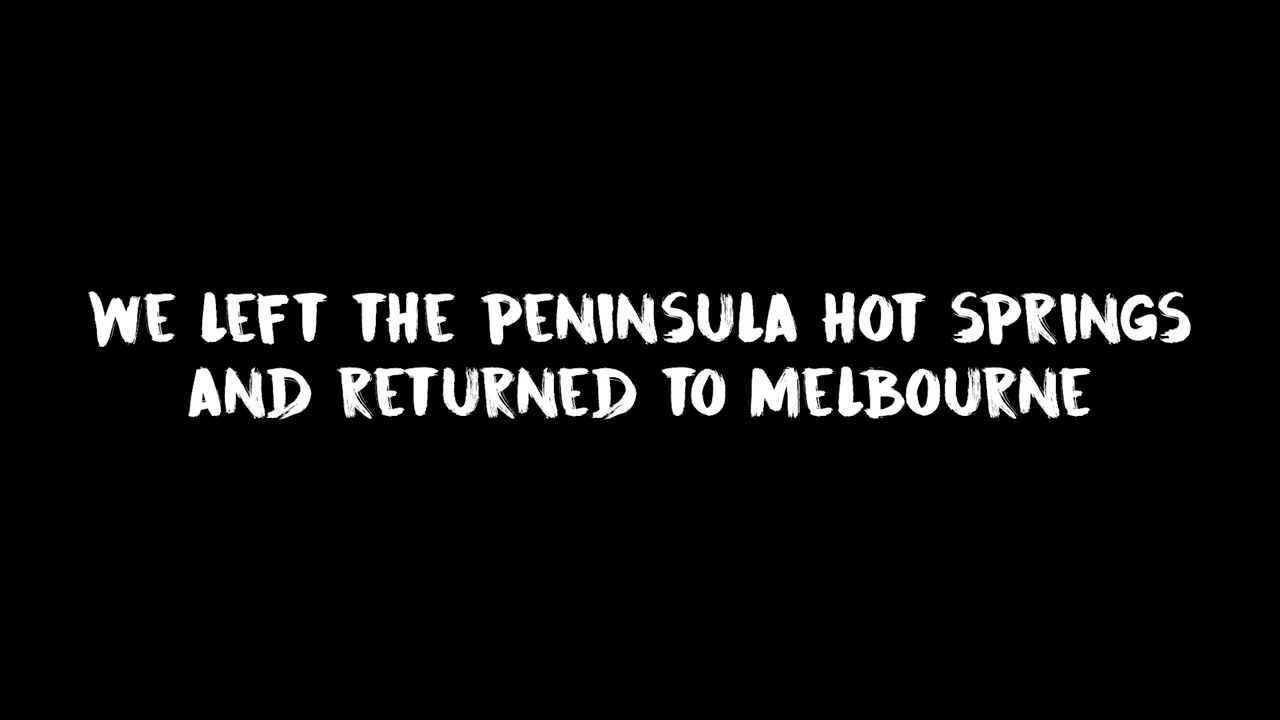 WE LEFT THE PENINSULA HOT SPRINGS
AND RETURNED TO MELBOURNE